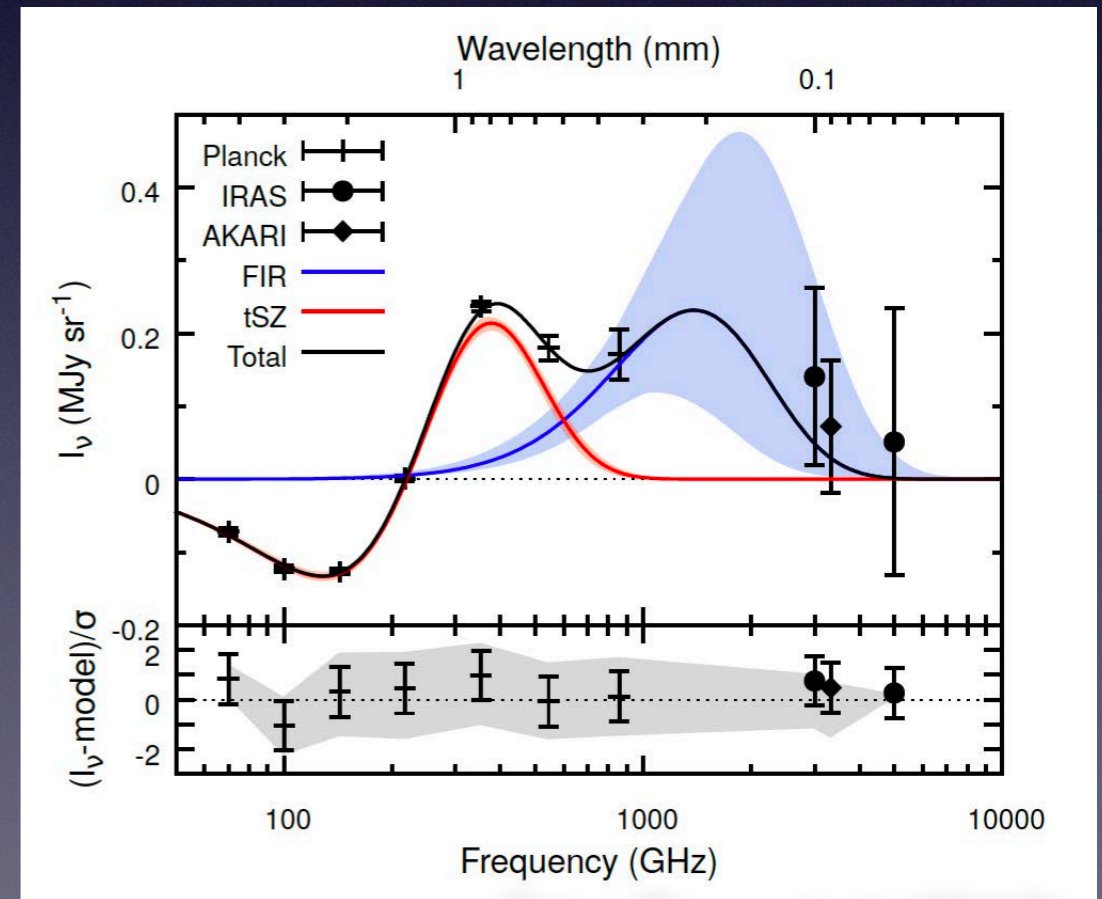 Wavelength (mm)
1 0.1
Planck
IRAS
AKARI
FIR
tSZ
Total
0.4
0.2
0
-0.2
Iν (MJy sr-1)
2
0
-2
(Iν-model)/σ
100 1000 10000
Frequency (GHz)